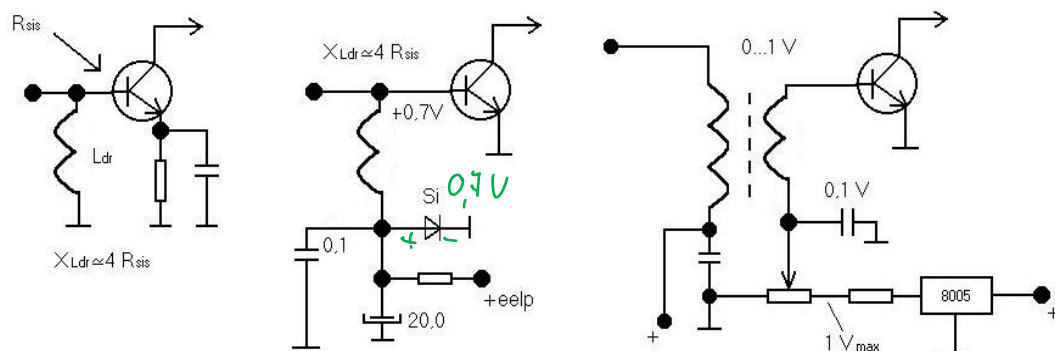 Rsis
Ldr
XLdr≃4 Rsis
XLdr≃4 Rsis
+0,7V
Si
0,7V
+
-
0,1
+eelp
20,0
0...1 V
0,1 V
8005
+
+
1 Vmax